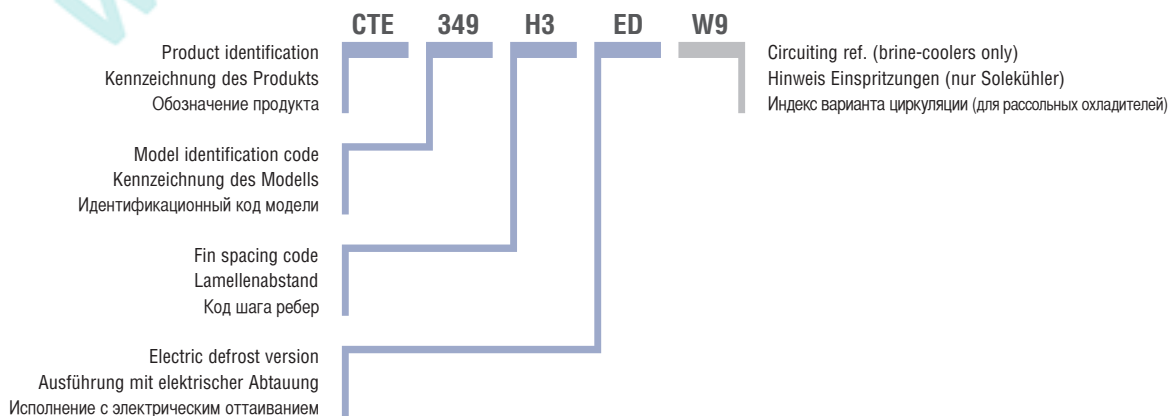 CTE 349 H3 ED W9
Product identification
Kennzeichnung des Produkts
Обозначение продукта
Circuiting ref. (brine-coolers only)
Hinweis Einspritzungen (nur Solekühler)
Индекс варианта циркуляции (для рассольных охладителей)
Model identification code
Kennzeichnung des Modells
Идентификационный код модели
Fin spacing code
Lamellenabstand
Код шага ребер
Electric defrost version
Ausführung mit elektrischer Abtauung
Исполнение с электрическим оттаиванием